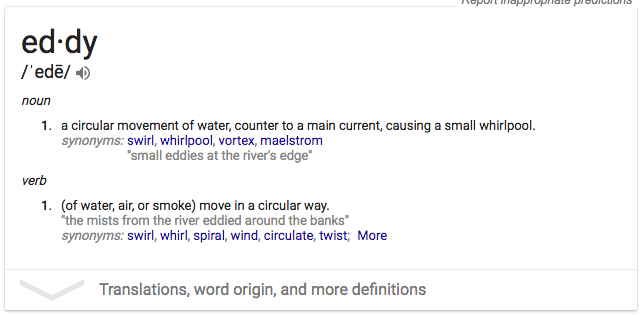 Report inappropriate predictions
ed·dy
/ˈedē/
noun
1. a circular movement of water, counter to a main current, causing a small whirlpool.
synonyms: swirl, whirlpool, vortex, maelstrom
"small eddies at the river's edge"
verb
1. (of water, air, or smoke) move in a circular way.
"the mists from the river eddied around the banks"
synonyms: swirl, whirl, spiral, wind, circulate, twist; More
Translations, word origin, and more definitions